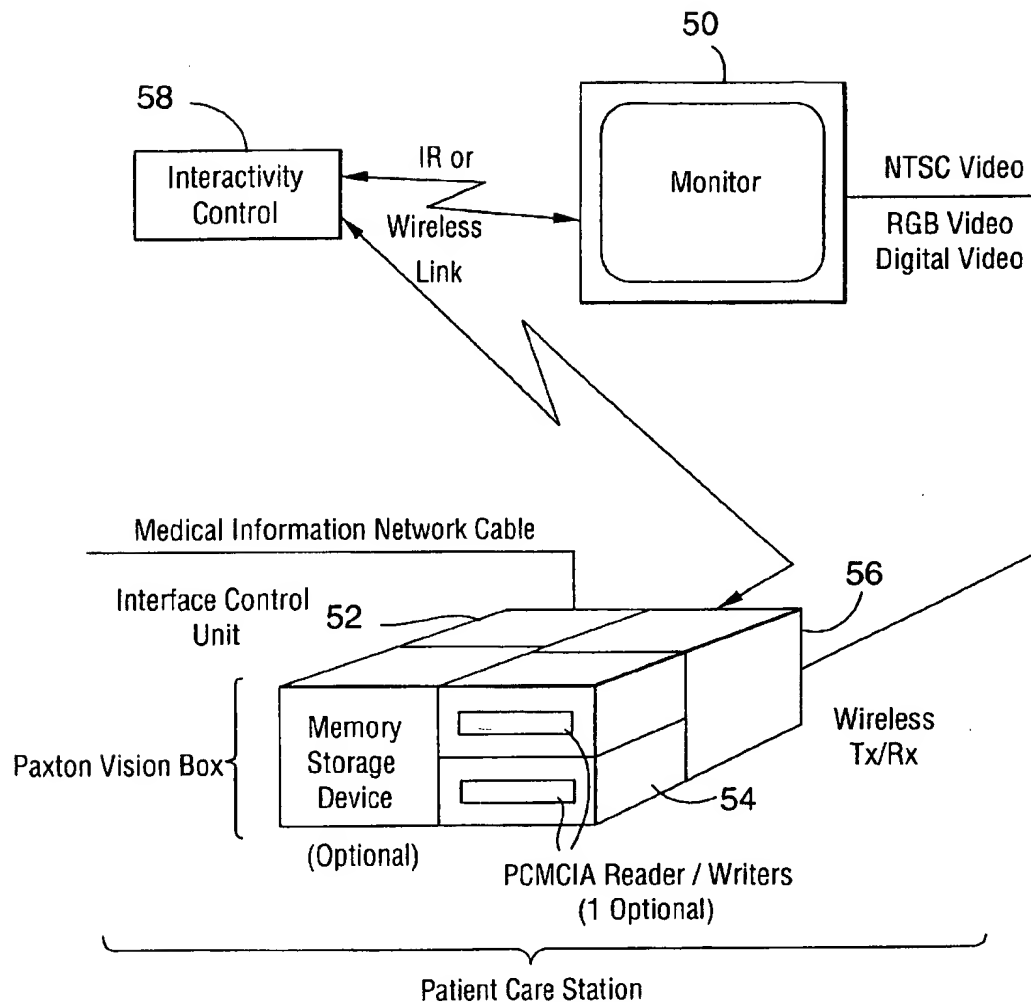 50
58
Interactivity
Control
IR or
Wireless
Link
Monitor
NTSC Video
RGB Video
Digital Video
Medical Information Network Cable
Interface Control
Unit
52
56
Paxton Vision Box
Memory
Storage
Device
(Optional)
54
Wireless
Tx/Rx
PCMCIA Reader / Writers
(1 Optional)
Patient Care Station